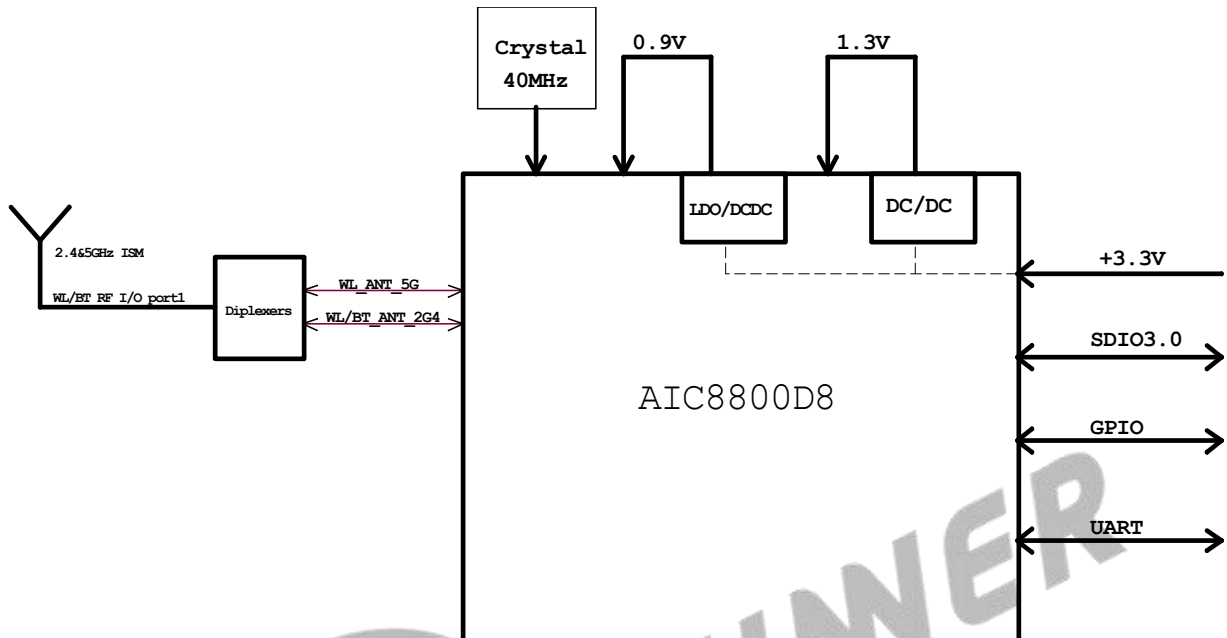 Crystal
40MHz
0.9V
1.3V
LDO/DCDC
DC/DC
2.4&5GHz ISM
WL/BT RF I/O port1
Diplexers
WL_ANT_5G
WL/BT_ANT_2G4
+3.3V
SDIO3.0
GPIO
UART
AIC8800D8